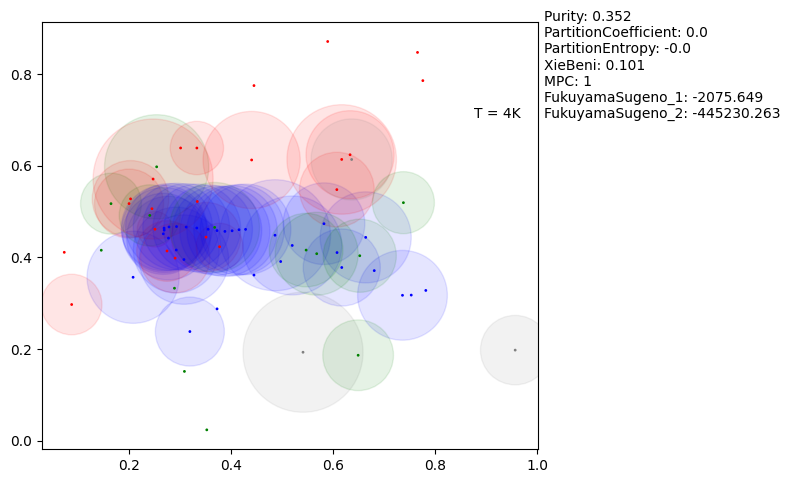 Purity: 0.352
PartitionCoefficient: 0.0
PartitionEntropy: -0.0
XieBeni: 0.101
MPC: 1
FukuyamaSugeno_1: -2075.649
FukuyamaSugeno_2: -445230.263
T = 4K
0.8
0.6
0.4
0.2
0.0
0.2 0.4 0.6 0.8 1.0